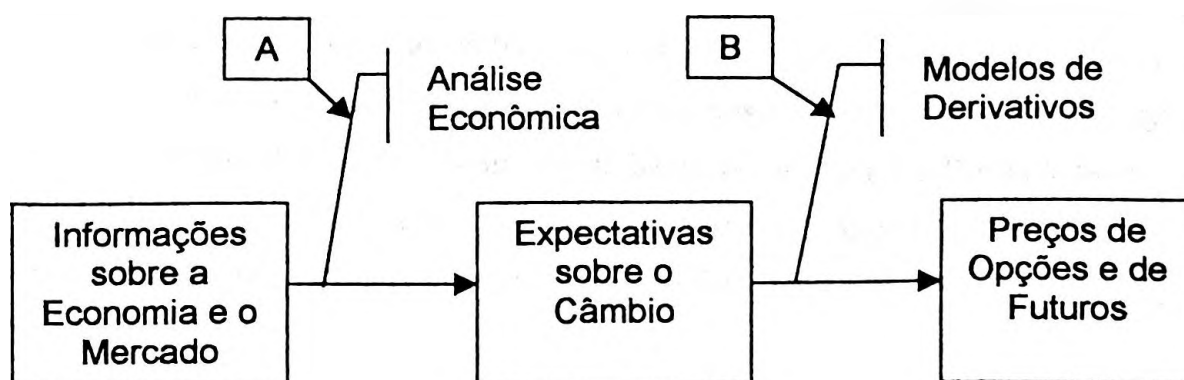 A
Análise
Econômica
B
Modelos de
Derivativos
Informações
sobre a
Economia e o
Mercado
Expectativas
sobre o
Câmbio
Preços de
Opções e de
Futuros